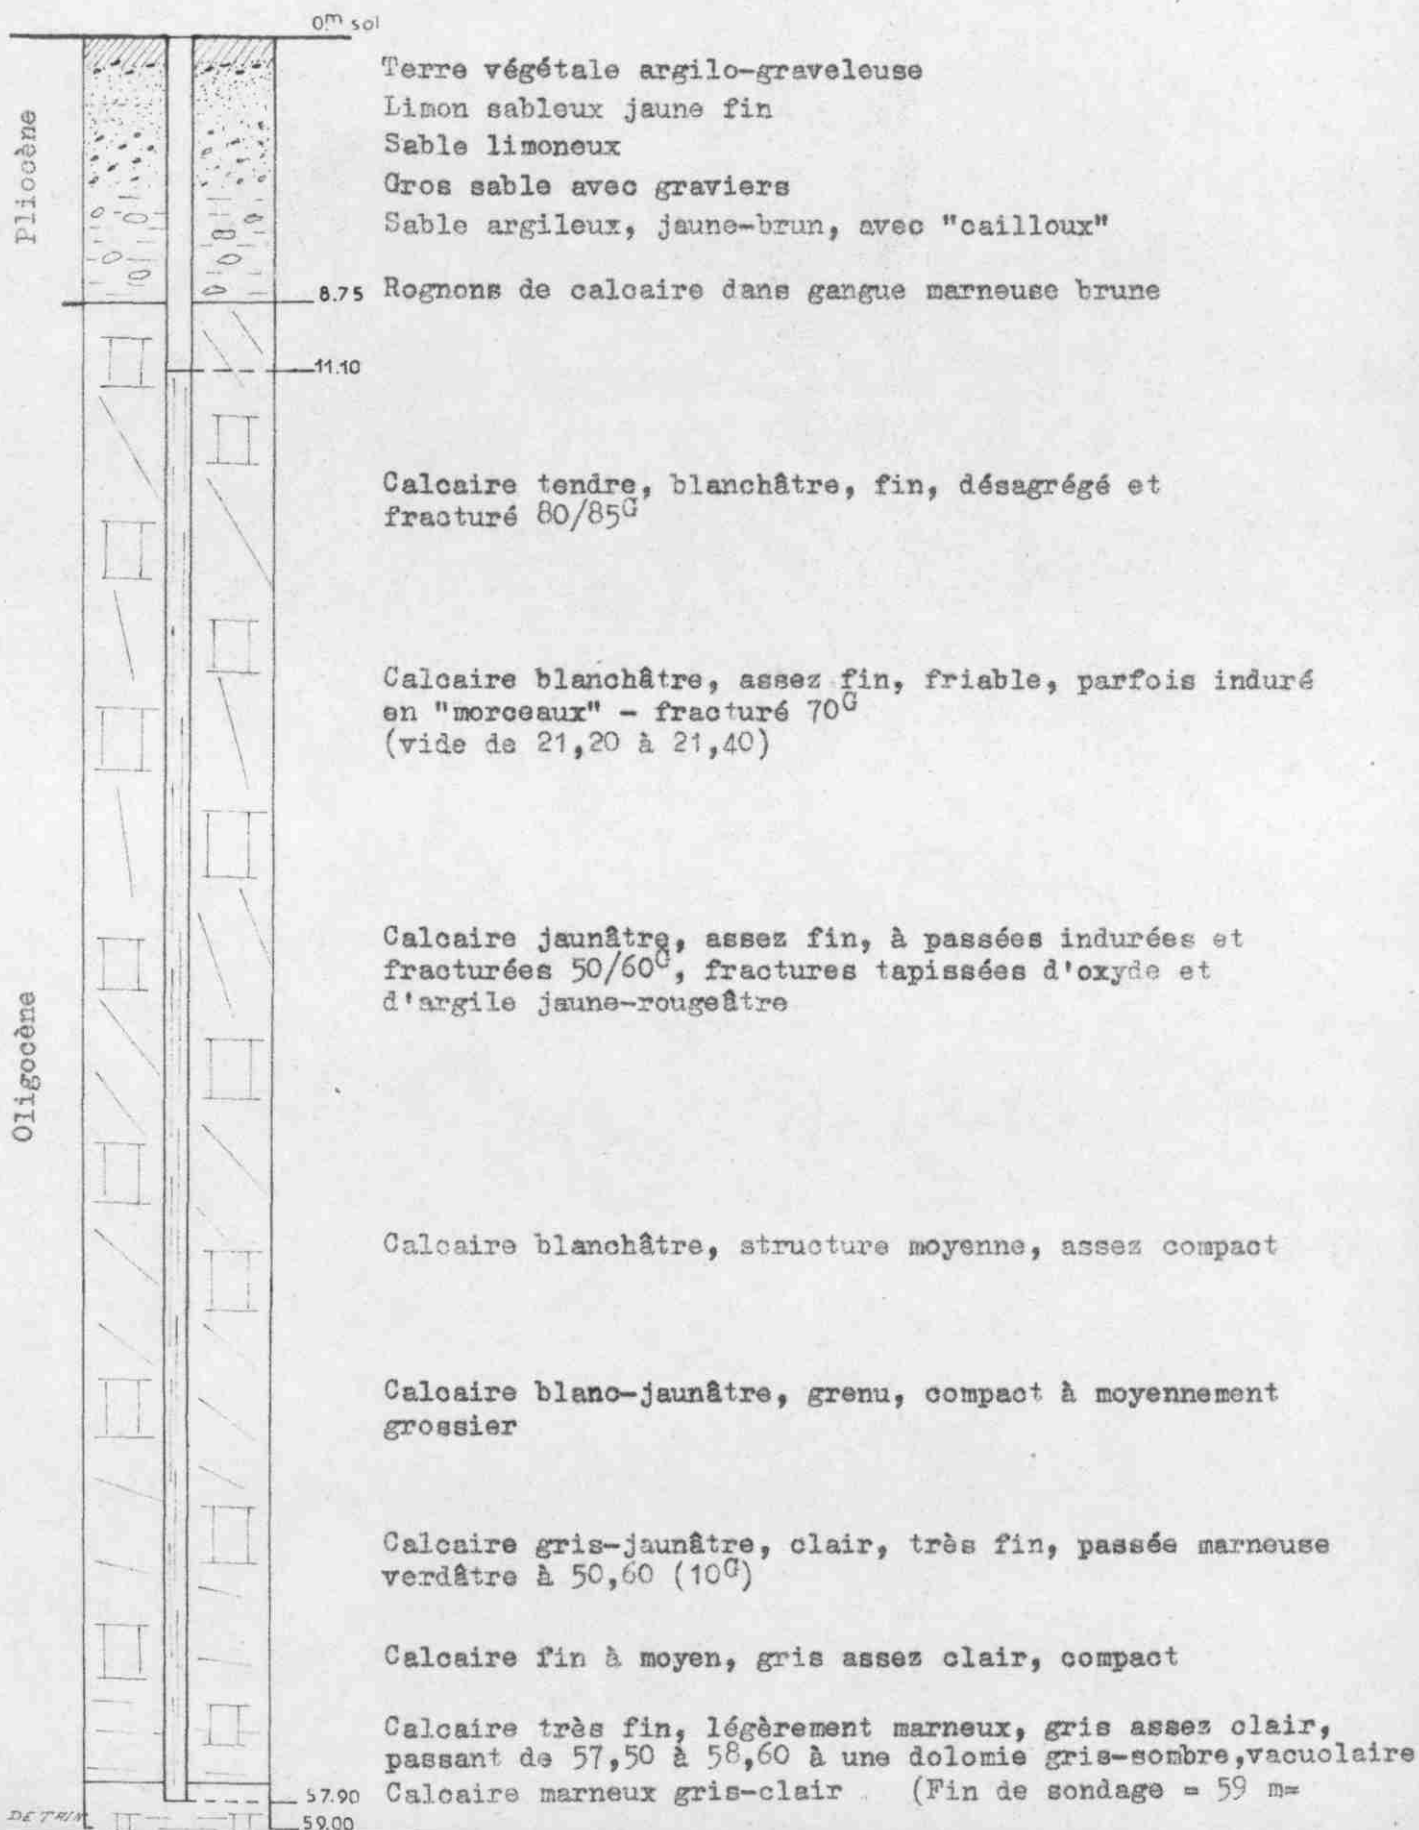 0m sol
Terre végétale argilo-graveleuse
Limon sableux jaune fin
Sable limoneux
Gros sable avec graviers
Sable argileux, jaune-brun, avec "cailloux"
Pliocène
8.75 Rognons de calcaire dans gangue marneuse brune
11.10
Calcaire tendre, blanchâtre, fin, désagrégé et
fracturé 80/85G
Calcaire blanchâtre, assez fin, friable, parfois induré
en "morceaux" - fracturé 70G
(vide de 21,20 à 21,40)
Calcaire jaunâtre, assez fin, à passées indurées et
fracturées 50/60G, fractures tapissées d'oxyde et
d'argile jaune-rougeâtre
Oligocène
Calcaire blanchâtre, structure moyenne, assez compact
Calcaire blanc-jaunâtre, grenu, compact à moyennement
grossier
Calcaire gris-jaunâtre, clair, très fin, passée marneuse
verdâtre à 50,60 (10G)
Calcaire fin à moyen, gris assez clair, compact
Calcaire très fin, légèrement marneux, gris assez clair,
passant de 57,50 à 58,60 à une dolomie gris-sombre,vacuolaire
57.90 Calcaire marneux gris-clair (Fin de sondage = 59 m=
DETRIN
59.00